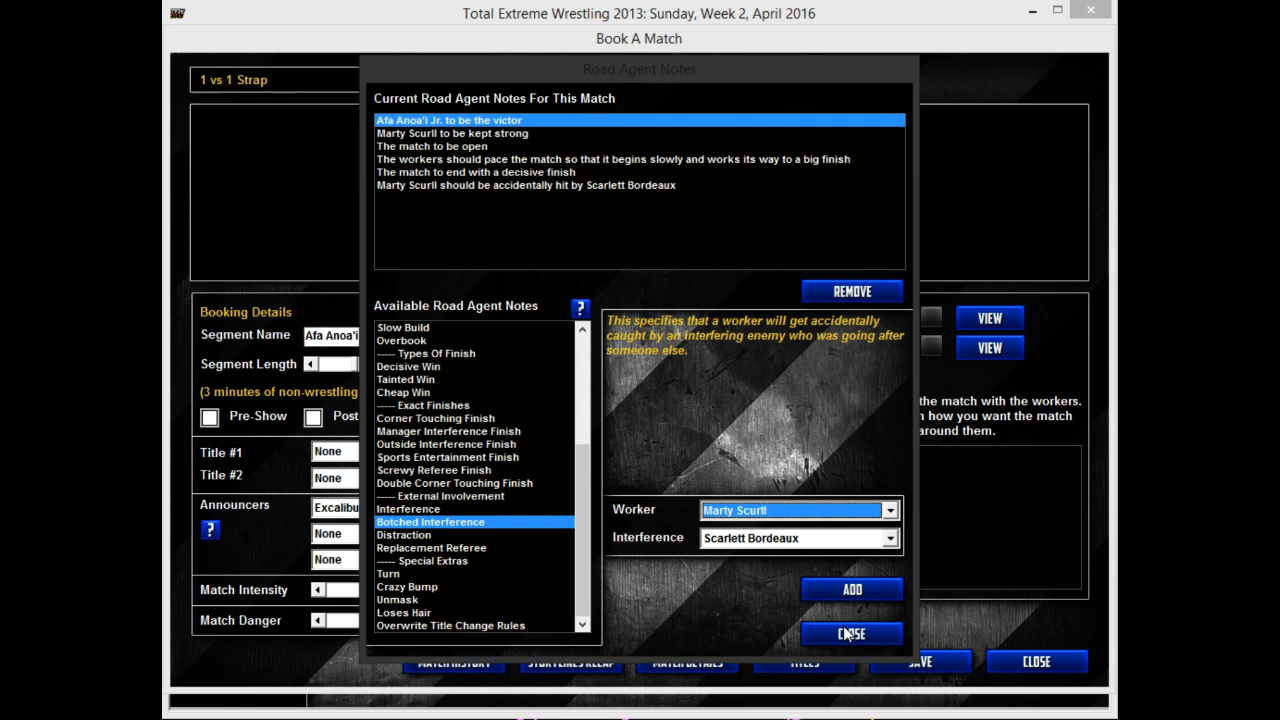 Total Extreme Wrestling 2013: Sunday, Week 2, April 2016
Book A Match
Road Agent Notes
1 vs 1 Strap
Current Road Agent Notes For This Match
Afa Anoa'i Jr. to be the victor
Marty Scurll to be kept strong
The match to be open
The workers should pace the match so that it begins slowly and works its way to a big finish
The match to end with a decisive finish
Marty Scurll should be accidentally hit by Scarlett Bordeaux
REMOVE
Available Road Agent Notes
?
Slow Build
Overbook
----- Types Of Finish
Decisive Win
Tainted Win
Cheap Win
----- Exact Finishes
Corner Touching Finish
Manager Interference Finish
Outside Interference Finish
Sports Entertainment Finish
Screwy Referee Finish
Double Corner Touching Finish
----- External Involvement
Interference
Botched Interference
Distraction
Replacement Referee
----- Special Extras
Turn
Crazy Bump
Unmask
Loses Hair
Overwrite Title Change Rules
This specifies that a worker will get accidentally
caught by an interfering enemy who was going after
someone else.
Worker
Marty Scurll
Interference
Scarlett Bordeaux
ADD
CLOSE
Booking Details
Segment Name
Afa Anoa'i
Segment Length
(3 minutes of non-wrestling
Pre-Show
Post
Title #1
None
Title #2
None
Announcers
Excalibu
?
None
None
Match Intensity
Match Danger
VIEW
VIEW
the match with the workers.
how you want the match
around them.
MATCH HISTORY
STORYLINES RECAP
MATCH DETAILS
TITLES
CLOSE